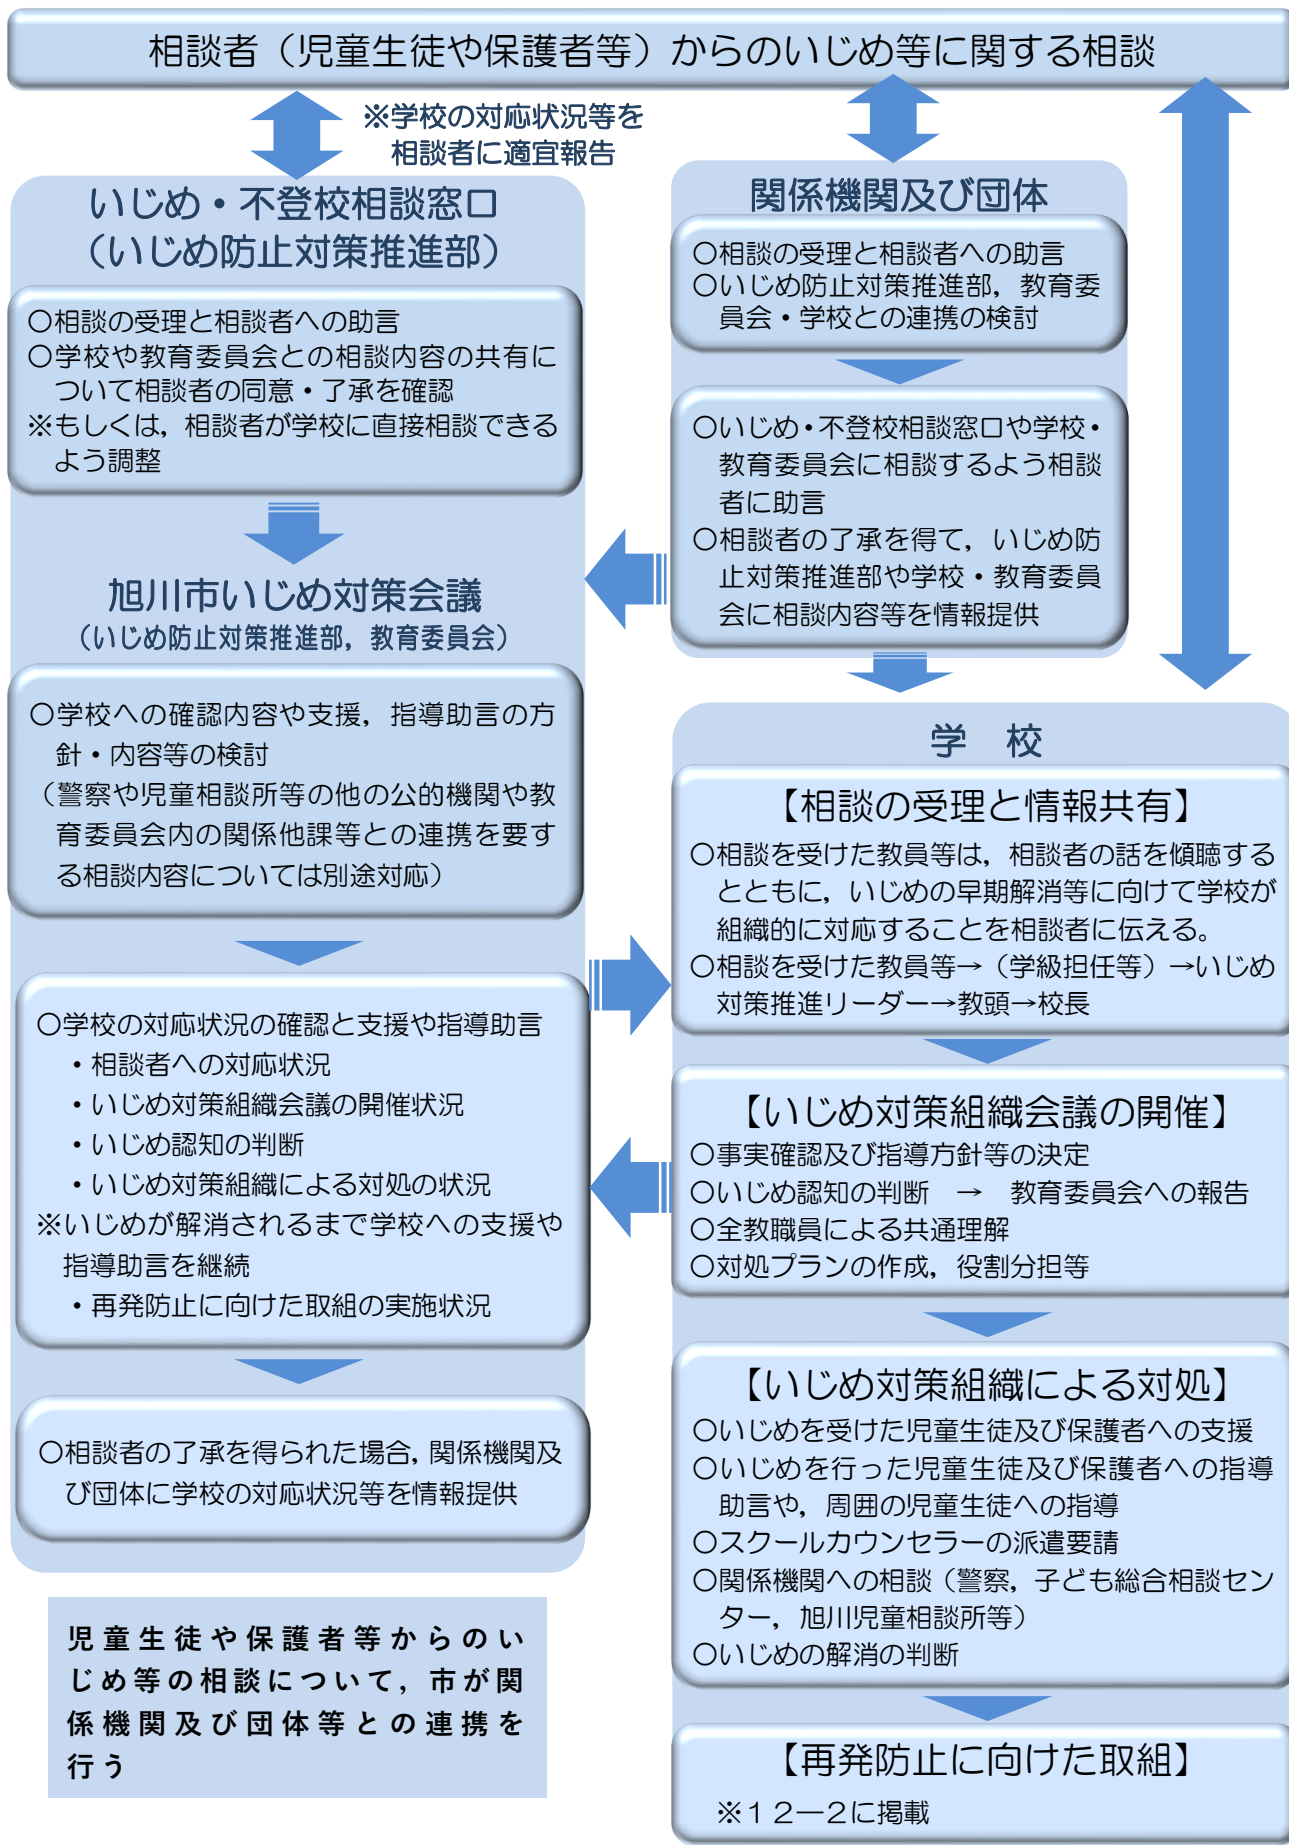 相談者（児童生徒や保護者等）からのいじめ等に関する相談
※学校の対応状況等を
相談者に適宜報告
いじめ・不登校相談窓口
（いじめ防止対策推進部）
○相談の受理と相談者への助言
○学校や教育委員会との相談内容の共有に
ついて相談者の同意・了承を確認
※もしくは，相談者が学校に直接相談できる
よう調整
旭川市いじめ対策会議
（いじめ防止対策推進部，教育委員会）
○学校への確認内容や支援，指導助言の方
針・内容等の検討
（警察や児童相談所等の他の公的機関や教
育委員会内の関係他課等との連携を要す
る相談内容については別途対応）
○学校の対応状況の確認と支援や指導助言
・相談者への対応状況
・いじめ対策組織会議の開催状況
・いじめ認知の判断
・いじめ対策組織による対処の状況
※いじめが解消されるまで学校への支援や
指導助言を継続
・再発防止に向けた取組の実施状況
○相談者の了承を得られた場合，関係機関及
び団体に学校の対応状況等を情報提供
児童生徒や保護者等からのい
じめ等の相談について，市が関
係機関及び団体等との連携を
行う
関係機関及び団体
○相談の受理と相談者への助言
○いじめ防止対策推進部，教育委
員会・学校との連携の検討
○いじめ・不登校相談窓口や学校・
教育委員会に相談するよう相談
者に助言
○相談者の了承を得て，いじめ防
止対策推進部や学校・教育委員
会に相談内容等を情報提供
学　校
【相談の受理と情報共有】
○相談を受けた教員等は，相談者の話を傾聴する
とともに，いじめの早期解消等に向けて学校が
組織的に対応することを相談者に伝える。
○相談を受けた教員等→（学級担任等）→いじめ
対策推進リーダー→教頭→校長
【いじめ対策組織会議の開催】
○事実確認及び指導方針等の決定
○いじめ認知の判断　→　教育委員会への報告
○全教職員による共通理解
○対処プランの作成，役割分担等
【いじめ対策組織による対処】
○いじめを受けた児童生徒及び保護者への支援
○いじめを行った児童生徒及び保護者への指導
助言や，周囲の児童生徒への指導
○スクールカウンセラーの派遣要請
○関係機関への相談（警察，子ども総合相談セン
ター，旭川児童相談所等）
○いじめの解消の判断
【再発防止に向けた取組】
※１２－２に掲載